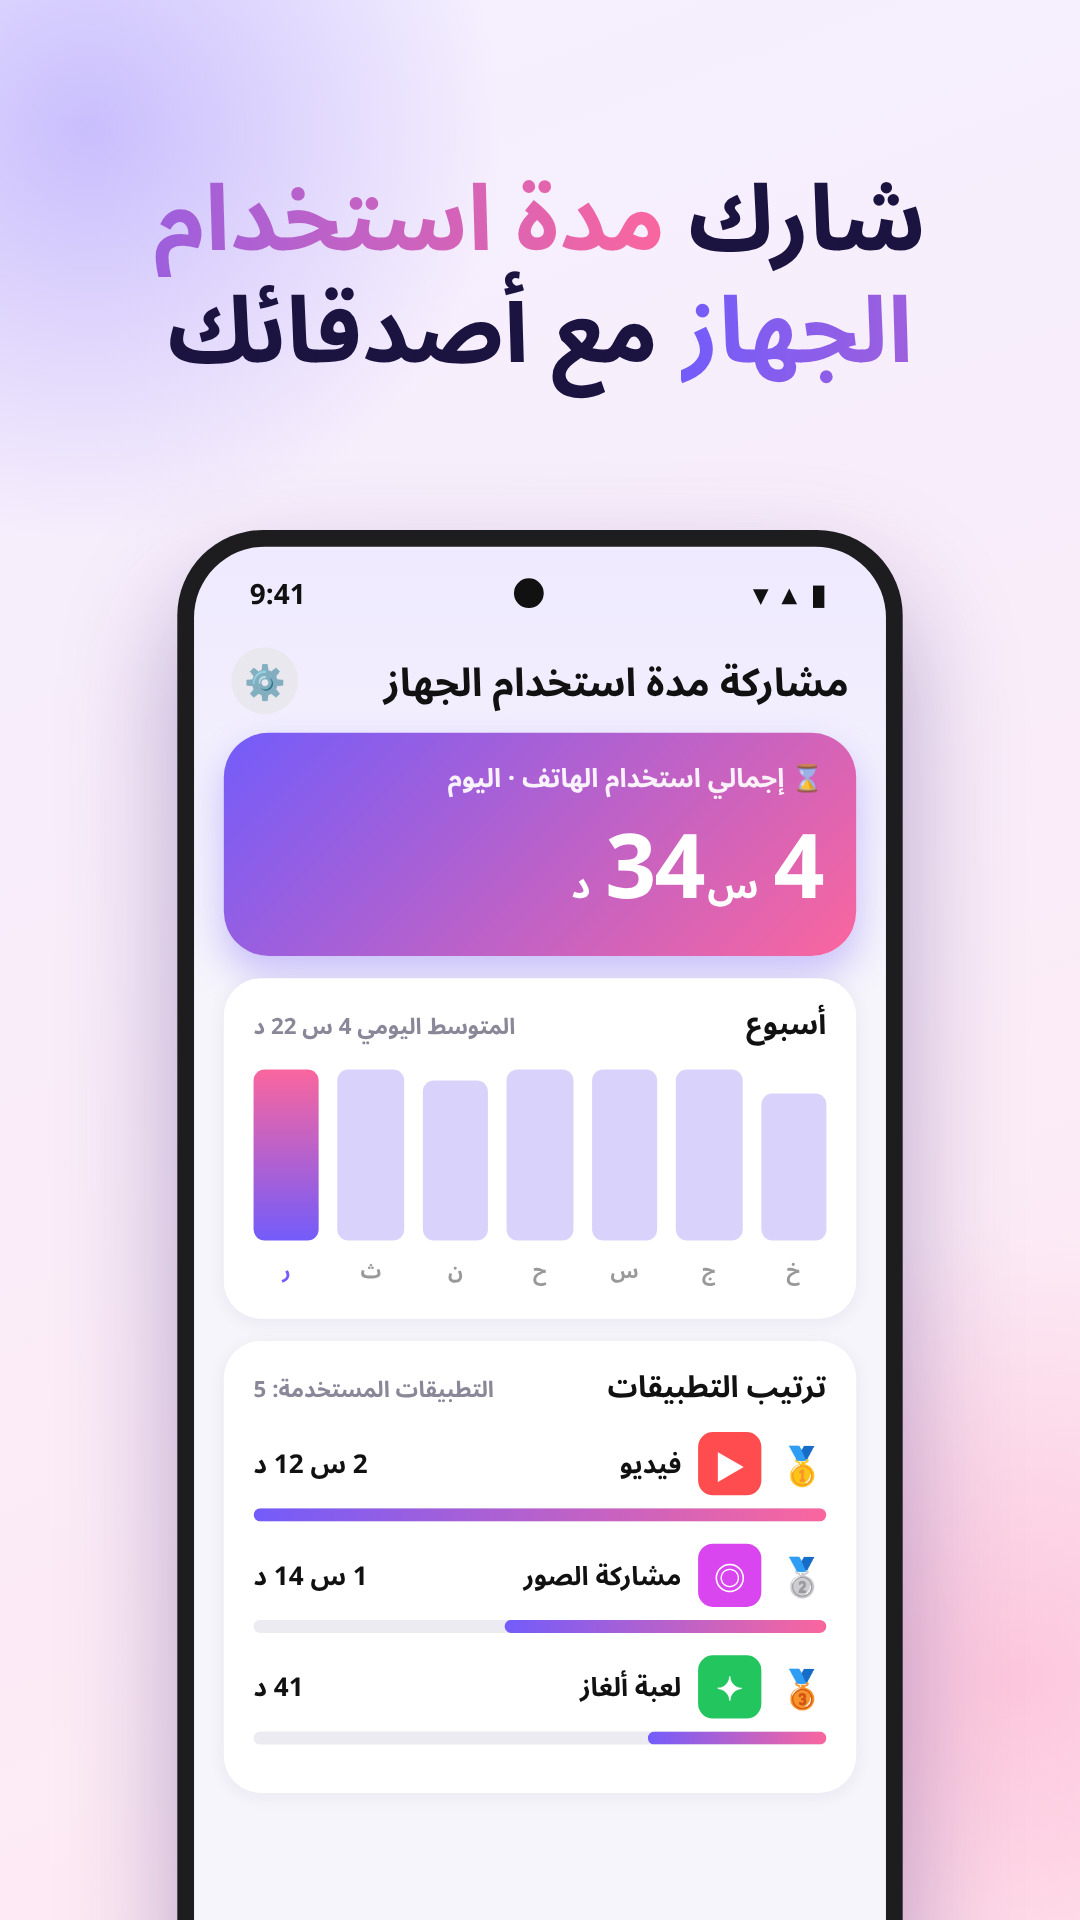 شارك مدة استخدام
الجهاز مع أصدقائك
9:41
مشاركة مدة استخدام الجهاز
⌛ إجمالي استخدام الهاتف · اليوم
4 س 34 د
أسبوع
المتوسط اليومي 4 س 22 د
خ ج س ح ن ث ر
ترتيب التطبيقات
التطبيقات المستخدمة: 5
🥇 فيديو 2 س 12 د
🥈 مشاركة الصور 1 س 14 د
🥉 لعبة ألغاز 41 د